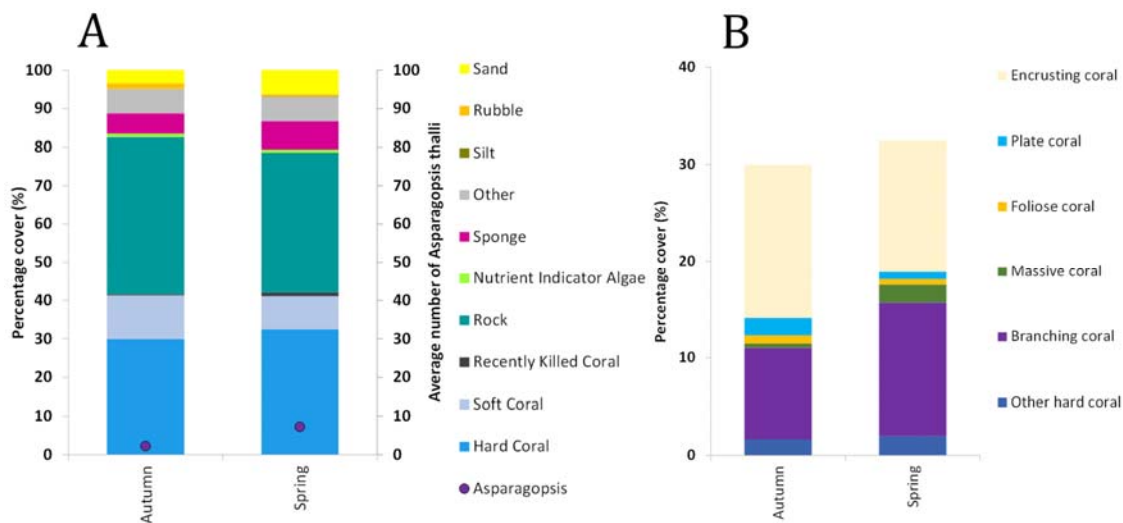 A
100
90
80
70
60
50
40
30
20
10
0
Percentage cover (%)
Autumn
Spring
100
90
80
70
60
50
40
30
20
10
0
Average number of Asparagopsis thalli
Sand
Rubble
Silt
Other
Sponge
Nutrient Indicator Algae
Rock
Recently Killed Coral
Soft Coral
Hard Coral
Asparagopsis
B
40
30
20
10
0
Percentage cover (%)
Autumn
Spring
Encrusting coral
Plate coral
Foliose coral
Massive coral
Branching coral
Other hard coral